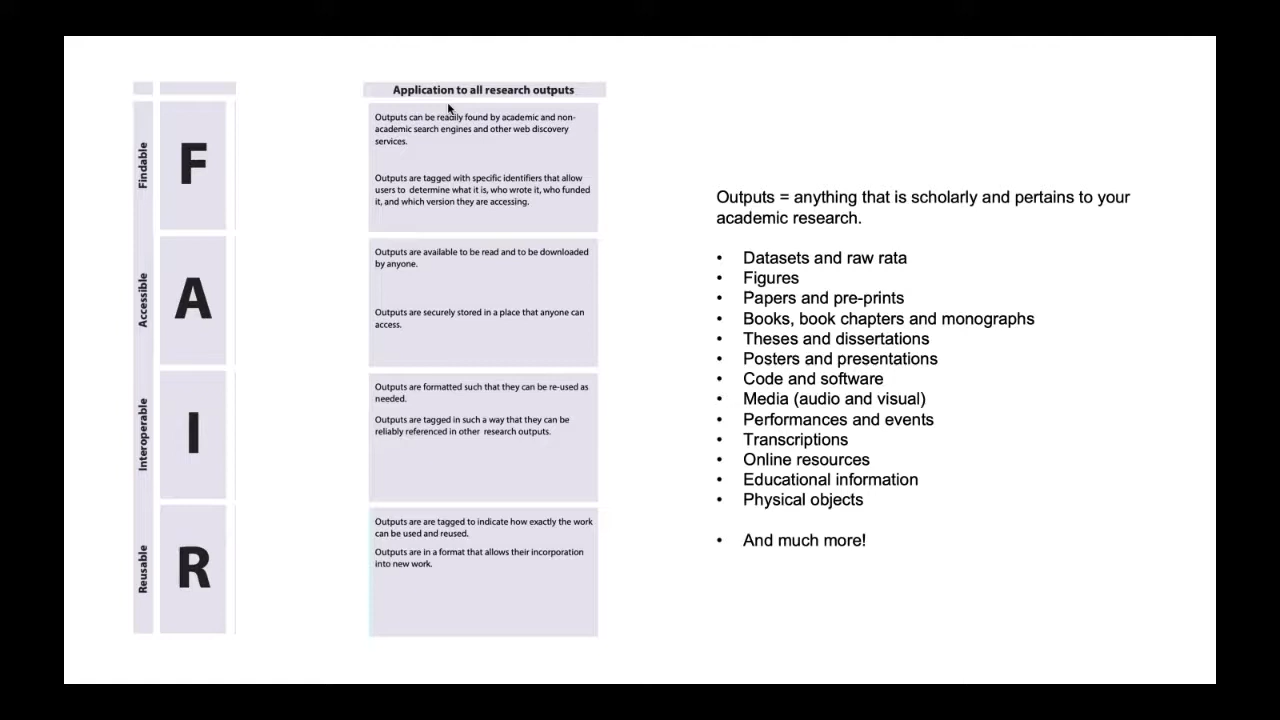 Application to all research outputs
Findable
F
Outputs can be readily found by academic and non-
academic search engines and other web discovery
services.
Outputs are tagged with specific identifiers that allow
users to determine what it is, who wrote it, who funded
it, and which version they are accessing.
Accessible
A
Outputs are available to be read and to be downloaded
by anyone.
Outputs are securely stored in a place that anyone can
access.
Interoperable
I
Outputs are formatted such that they can be re-used as
needed.
Outputs are tagged in such a way that they can be
reliably referenced in other research outputs.
Reusable
R
Outputs are are tagged to indicate how exactly the work
can be used and reused.
Outputs are in a format that allows their incorporation
into new work.
Outputs = anything that is scholarly and pertains to your
academic research.
• Datasets and raw rata
• Figures
• Papers and pre-prints
• Books, book chapters and monographs
• Theses and dissertations
• Posters and presentations
• Code and software
• Media (audio and visual)
• Performances and events
• Transcriptions
• Online resources
• Educational information
• Physical objects
• And much more!